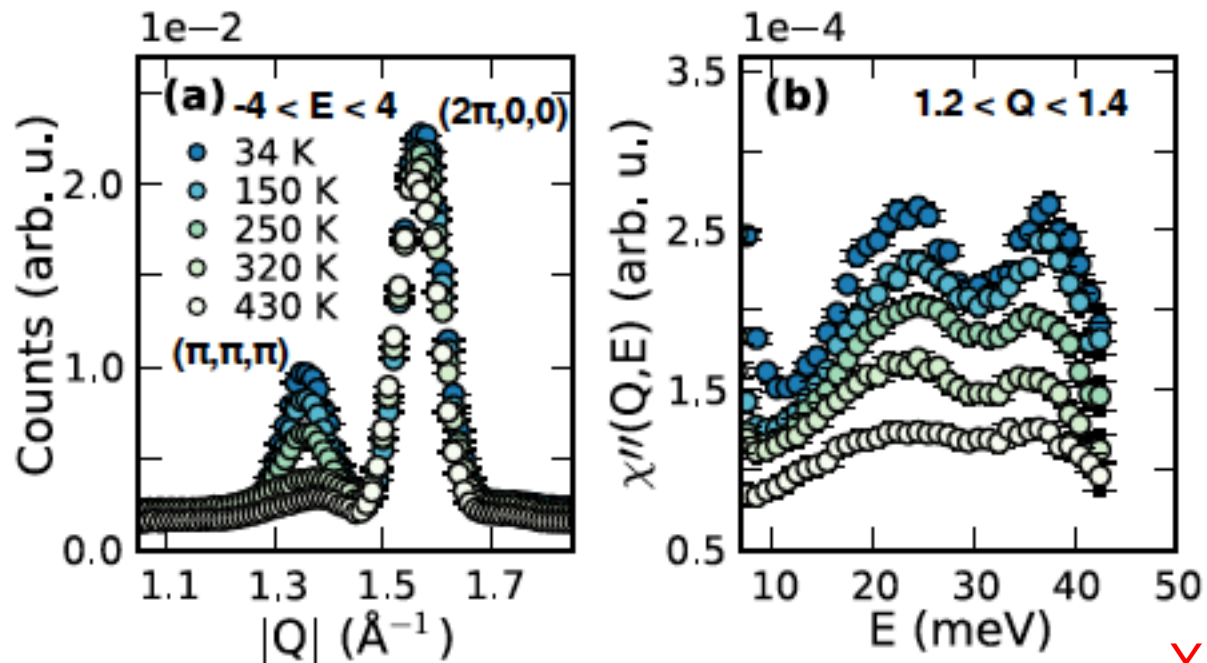 1e−2
(a) -4 < E < 4 (2π,0,0)
34 K
150 K
250 K
320 K
430 K
(π,π,π)
2.0
1.0
0.0
Counts (arb. u.)
1.1 1.3 1.5 1.7
|Q| (Å⁻¹)
1e−4
(b) 1.2 < Q < 1.4
3.5
2.5
1.5
0.5
χ′′(Q,E) (arb. u.)
10 20 30 40 50
E (meV)